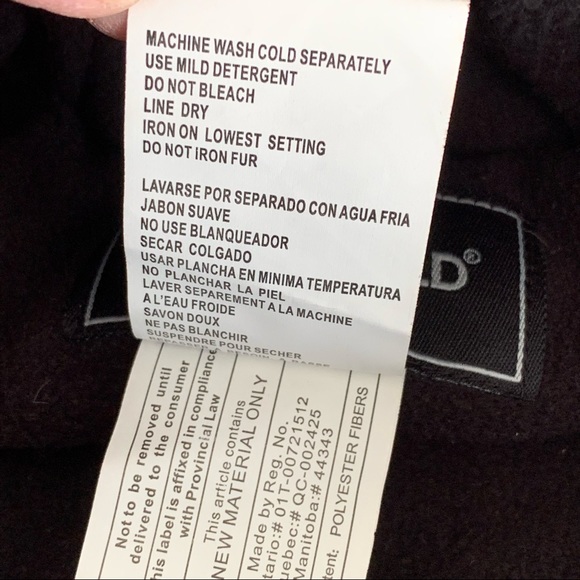 MACHINE WASH COLD SEPARATELY
USE MILD DETERGENT
DO NOT BLEACH
LINE DRY
IRON ON LOWEST SETTING
DO NOT IRON FUR
LAVARSE POR SEPARADO CON AGUA FRIA
JABON SUAVE
NO USE BLANQUEADOR
SECAR COLGADO
USAR PLANCHA EN MINIMA TEMPERATURA
NO PLANCHAR LA PIEL
LAVER SEPAREMENT A LA MACHINE
A L'EAU FROIDE
SAVON DOUX
NE PAS BLANCHIR
SUSPENDRE POUR SECHER
LD®
Not to be removed until
delivered to the consumer
his label is affixed in compliance
with Provincial Law
This article contains
NEW MATERIAL ONLY
Made by Reg. No.
tario:# 01T-00721512
uebec:# QC-002425
Manitoba:# 44343
tent: POLYESTER FIBERS